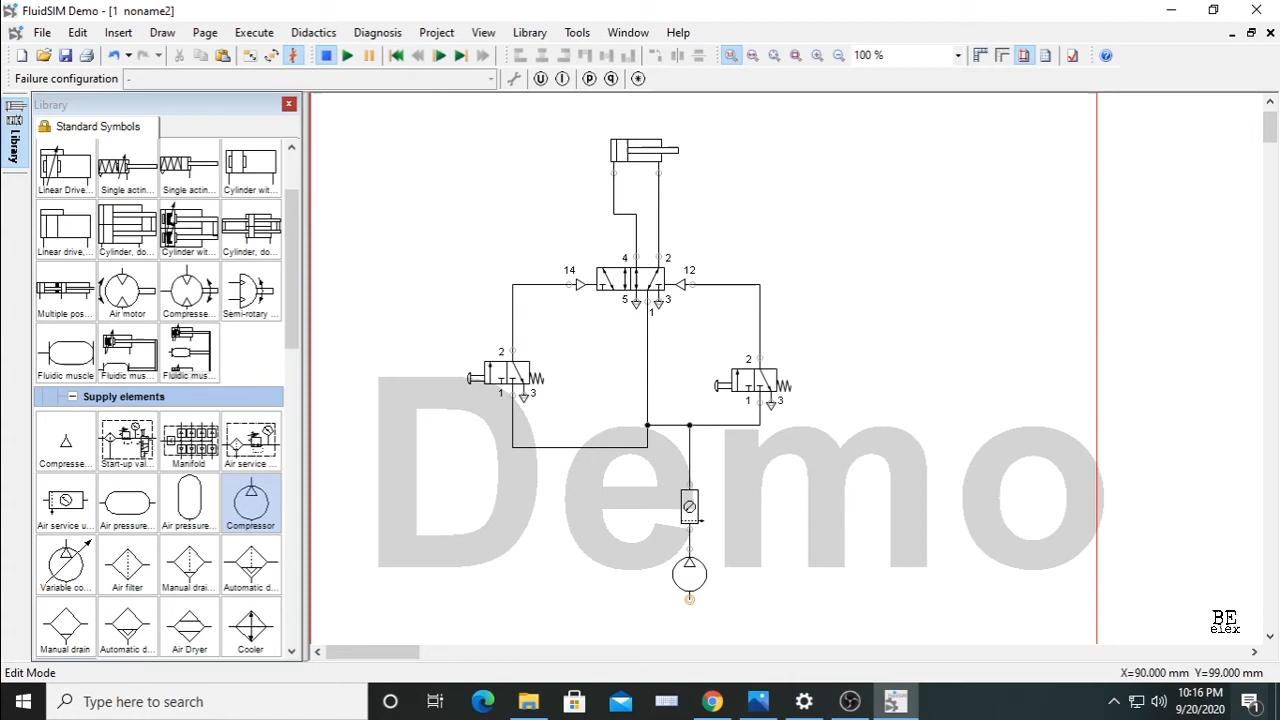 FluidSIM Demo - [1  noname2]
File Edit Insert Draw Page Execute Didactics Diagnosis Project View Library Tools Window Help
100 %
Failure configuration -
Library
Standard Symbols
Library
Linear Drive... Single actin... Single actin... Cylinder wit...
Linear drive,... Cylinder, do... Cylinder wit... Cylinder, do...
Multiple pos... Air motor Compresse... Semi-rotary ...
Fluidic muscle Fluidic mus... Fluidic mus...
Supply elements
Compresse... Start-up val... Manifold Air service ...
Air service u... Air pressure... Air pressure... Compressor
Variable co... Air filter Manual drai... Automatic d...
Manual drain Automatic d... Air Dryer Cooler
4 2
14 12
5 3
1
2
1 3
2
1 3
Demo
BE
elex
Edit Mode X=90.000 mm Y=99.000 mm
Type here to search
10:16 PM
9/20/2020
1